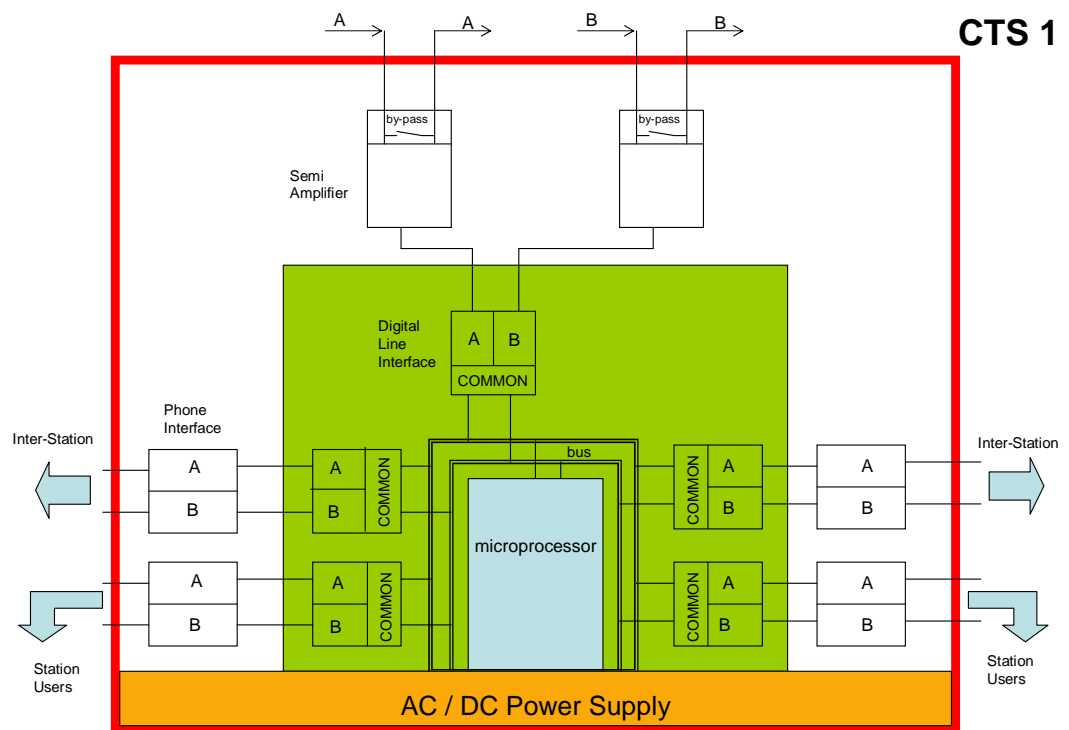 CTS 1
A
A
B
B
by-pass
by-pass
Semi
Amplifier
Digital
Line
Interface
A
B
COMMON
Phone
Interface
Inter-Station
Inter-Station
A
B
A
B
COMMON
bus
COMMON
A
B
A
B
microprocessor
A
B
A
B
COMMON
COMMON
A
B
A
B
Station
Users
Station
Users
AC / DC Power Supply